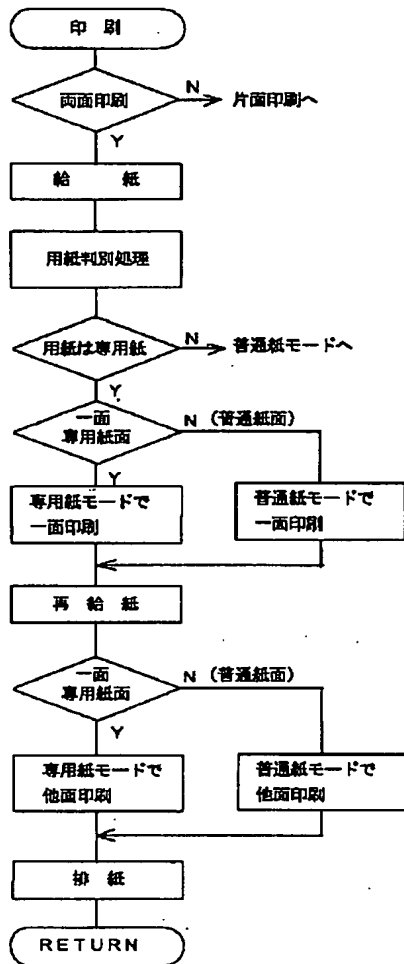 印 刷
両面印刷
N
片面印刷へ
Y
給 紙
用紙判別処理
用紙は専用紙
N
普通紙モードへ
Y
一面
専用紙面
N (普通紙面)
Y
専用紙モードで
一面印刷
普通紙モードで
一面印刷
再 給 紙
一面
専用紙面
N (普通紙面)
Y
専用紙モードで
他面印刷
普通紙モードで
他面印刷
排 紙
RETURN